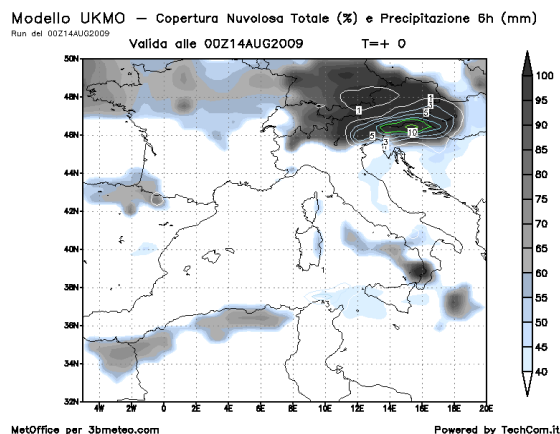 Modello UKMO — Copertura Nuvolosa Totale (%) e Precipitazione 6h (mm)
Run del 00Z14AUG2009
Valida alle 00Z14AUG2009 T=+ 0
50N
48N
46N
44N
42N
40N
38N
36N
34N
32N
4W 2W 0 2E 4E 6E 8E 10E 12E 14E 16E 18E 20E
1
5
5
3
10
100
95
90
85
80
75
70
65
60
55
50
45
40
MetOffice per 3bmeteo.com
Powered by TechCom.it